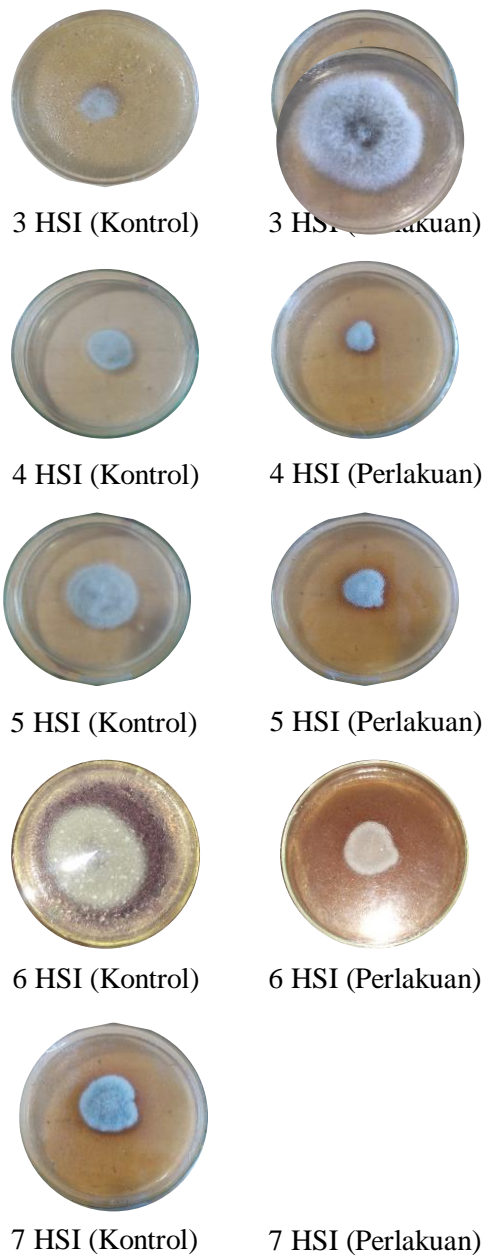 3 HSI (Kontrol)
3 HSI
4 HSI (Kontrol)
4 HSI (Perlakuan)
5 HSI (Kontrol)
5 HSI (Perlakuan)
6 HSI (Kontrol)
6 HSI (Perlakuan)
7 HSI (Kontrol)
7 HSI (Perlakuan)